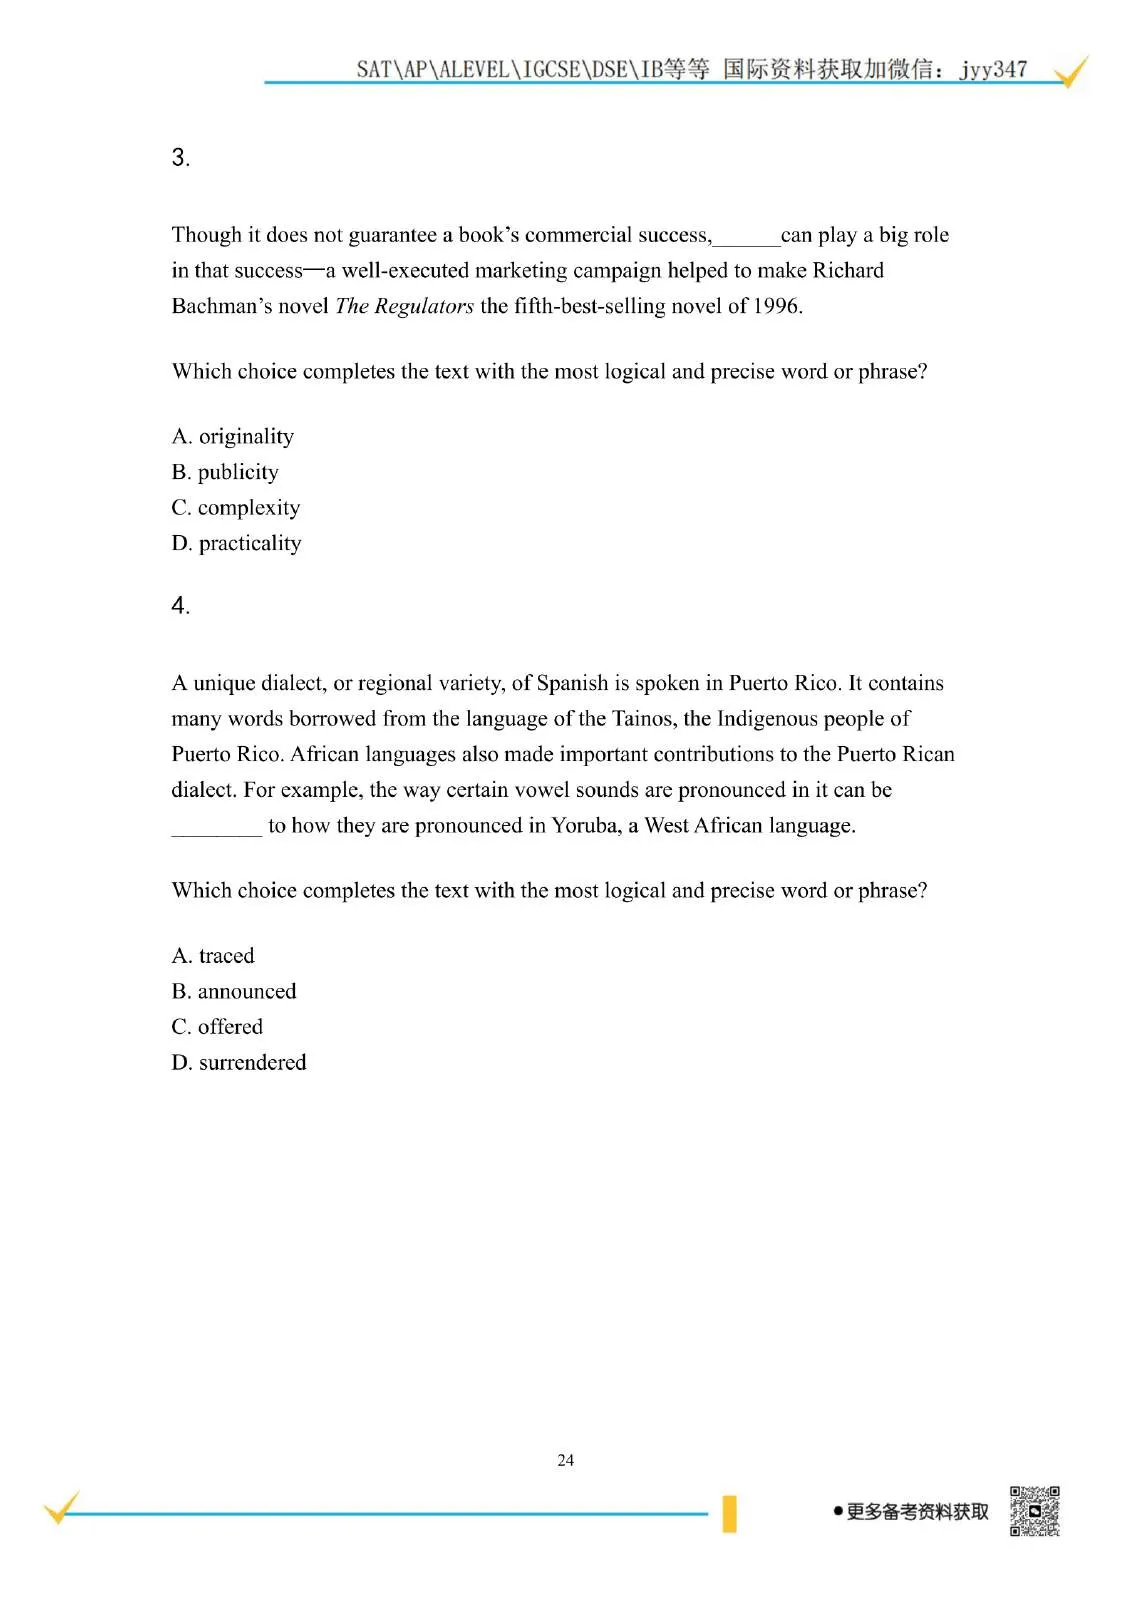 SAT\AP\ALEVEL\IGCSE\DSE\IB等等 国际资料获取加微信：jyy347
3.
Though it does not guarantee a book’s commercial success,______can play a big role
in that success—a well-executed marketing campaign helped to make Richard
Bachman’s novel The Regulators the fifth-best-selling novel of 1996.
Which choice completes the text with the most logical and precise word or phrase?
A. originality
B. publicity
C. complexity
D. practicality
4.
A unique dialect, or regional variety, of Spanish is spoken in Puerto Rico. It contains
many words borrowed from the language of the Tainos, the Indigenous people of
Puerto Rico. African languages also made important contributions to the Puerto Rican
dialect. For example, the way certain vowel sounds are pronounced in it can be
________ to how they are pronounced in Yoruba, a West African language.
Which choice completes the text with the most logical and precise word or phrase?
A. traced
B. announced
C. offered
D. surrendered
24
●更多备考资料获取